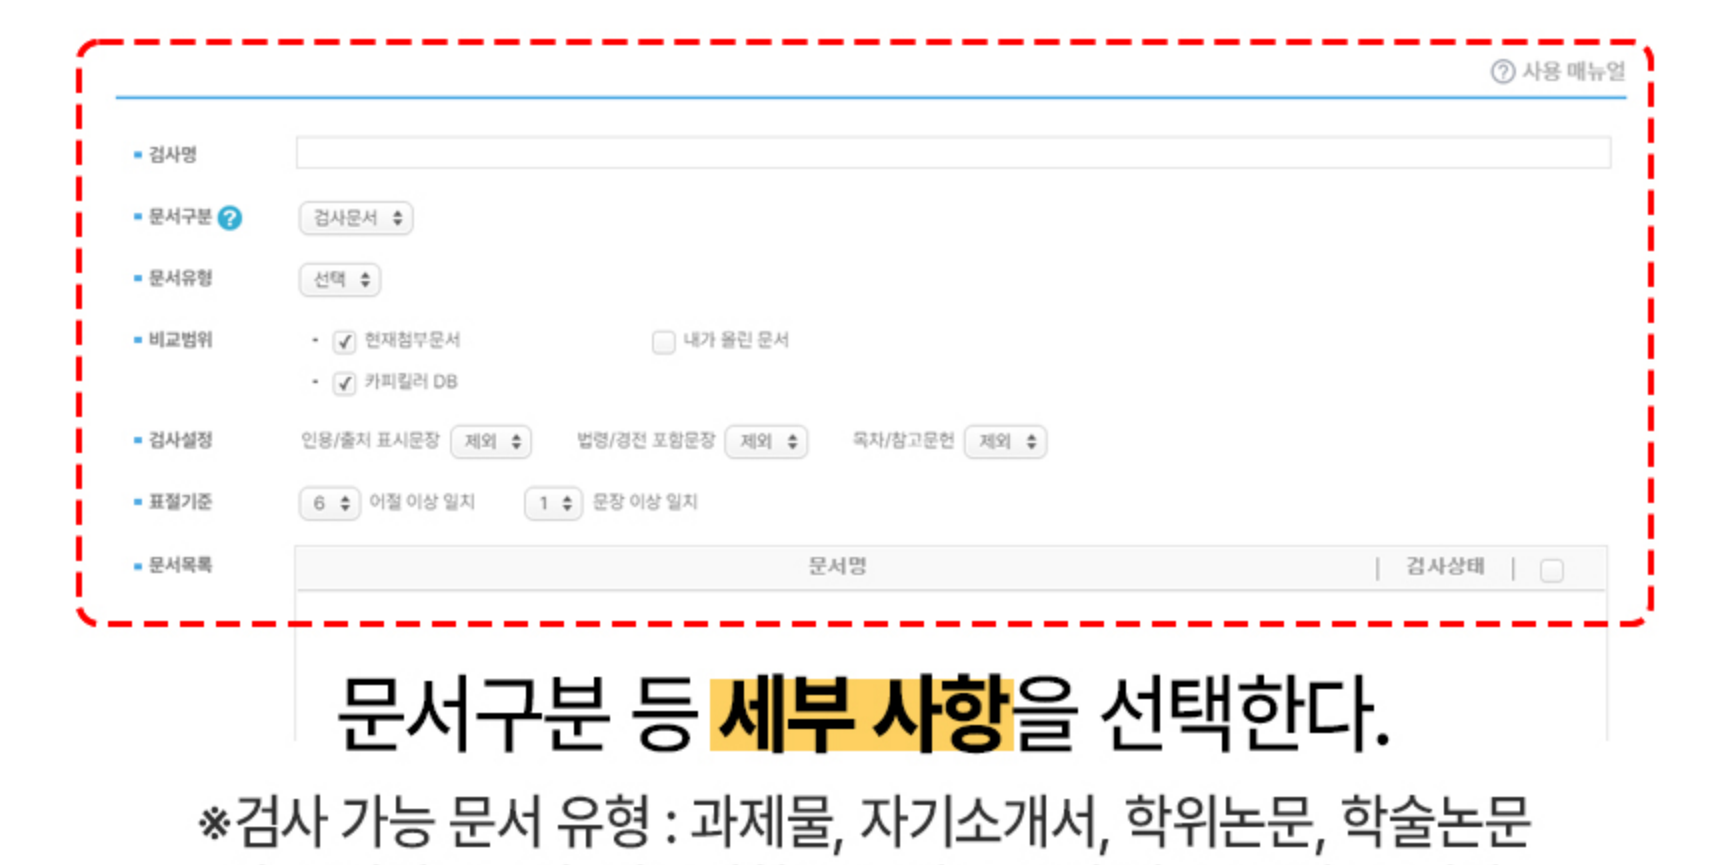 ? 사용 매뉴얼
검사명
문서구분 ? 검사문서
문서유형 선택
비교범위 - 현재첨부문서 내가 올린 문서
- 카피킬러 DB
검사설정 인용/출처 표시문장 제외 법령/경전 포함문장 제외 목차/참고문헌 제외
표절기준 6 어절 이상 일치 1 문장 이상 일치
문서목록 문서명 | 검사상태 |
문서구분 등 세부 사항을 선택한다.
※검사 가능 문서 유형 : 과제물, 자기소개서, 학위논문, 학술논문